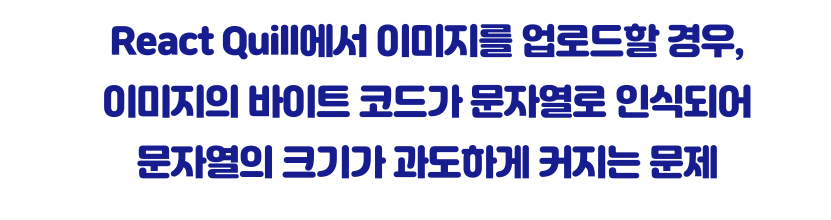 React Quill에서 이미지를 업로드할 경우,
이미지의 바이트 코드가 문자열로 인식되어
문자열의 크기가 과도하게 커지는 문제